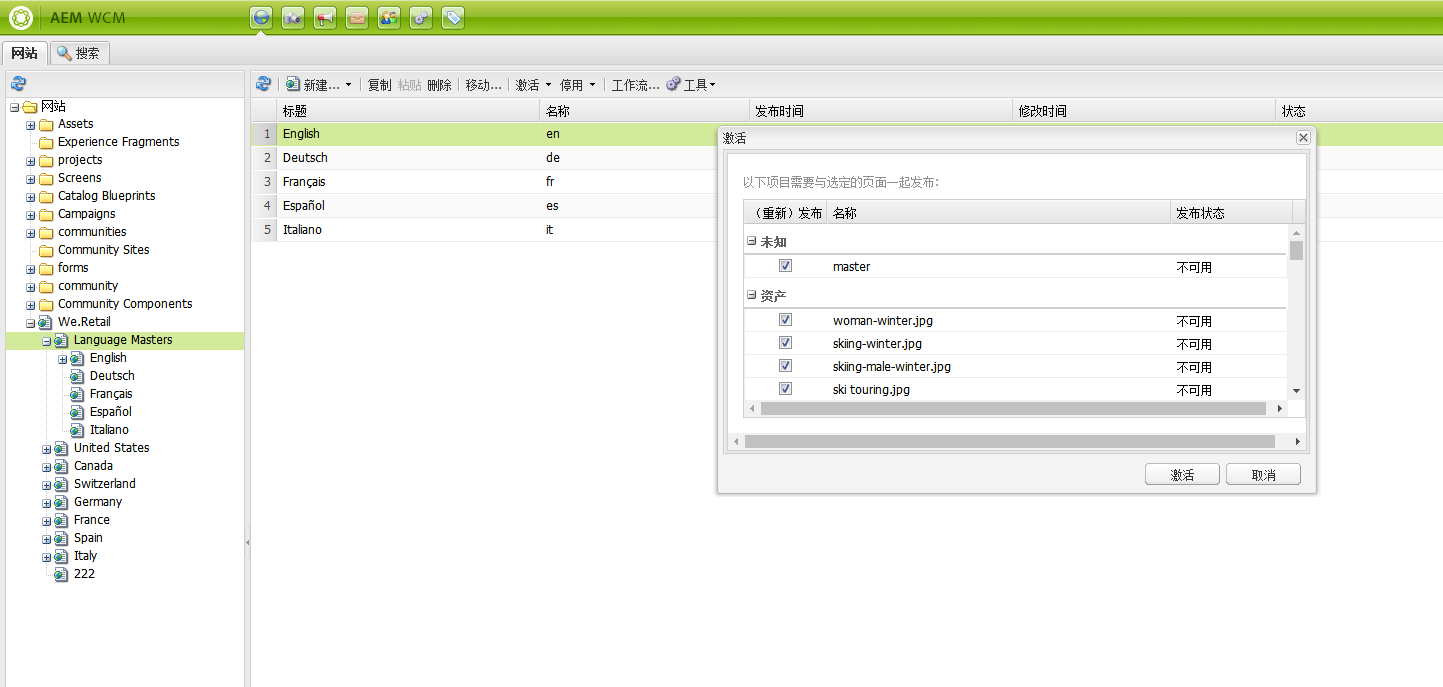 AEM WCM
网站 搜索
新建... 复制 粘贴 删除 移动... 激活 停用 工作流... 工具
标题 名称 发布时间 修改时间 状态
1 English en
2 Deutsch de
3 Français fr
4 Español es
5 Italiano it
网站
Assets
Experience Fragments
projects
Screens
Catalog Blueprints
Campaigns
communities
Community Sites
forms
community
Community Components
We.Retail
Language Masters
English
Deutsch
Français
Español
Italiano
United States
Canada
Switzerland
Germany
France
Spain
Italy
222
激活
以下项目需要与选定的页面一起发布：
（重新）发布 名称 发布状态
未知
master 不可用
资产
woman-winter.jpg 不可用
skiing-winter.jpg 不可用
skiing-male-winter.jpg 不可用
ski touring.jpg 不可用
激活 取消